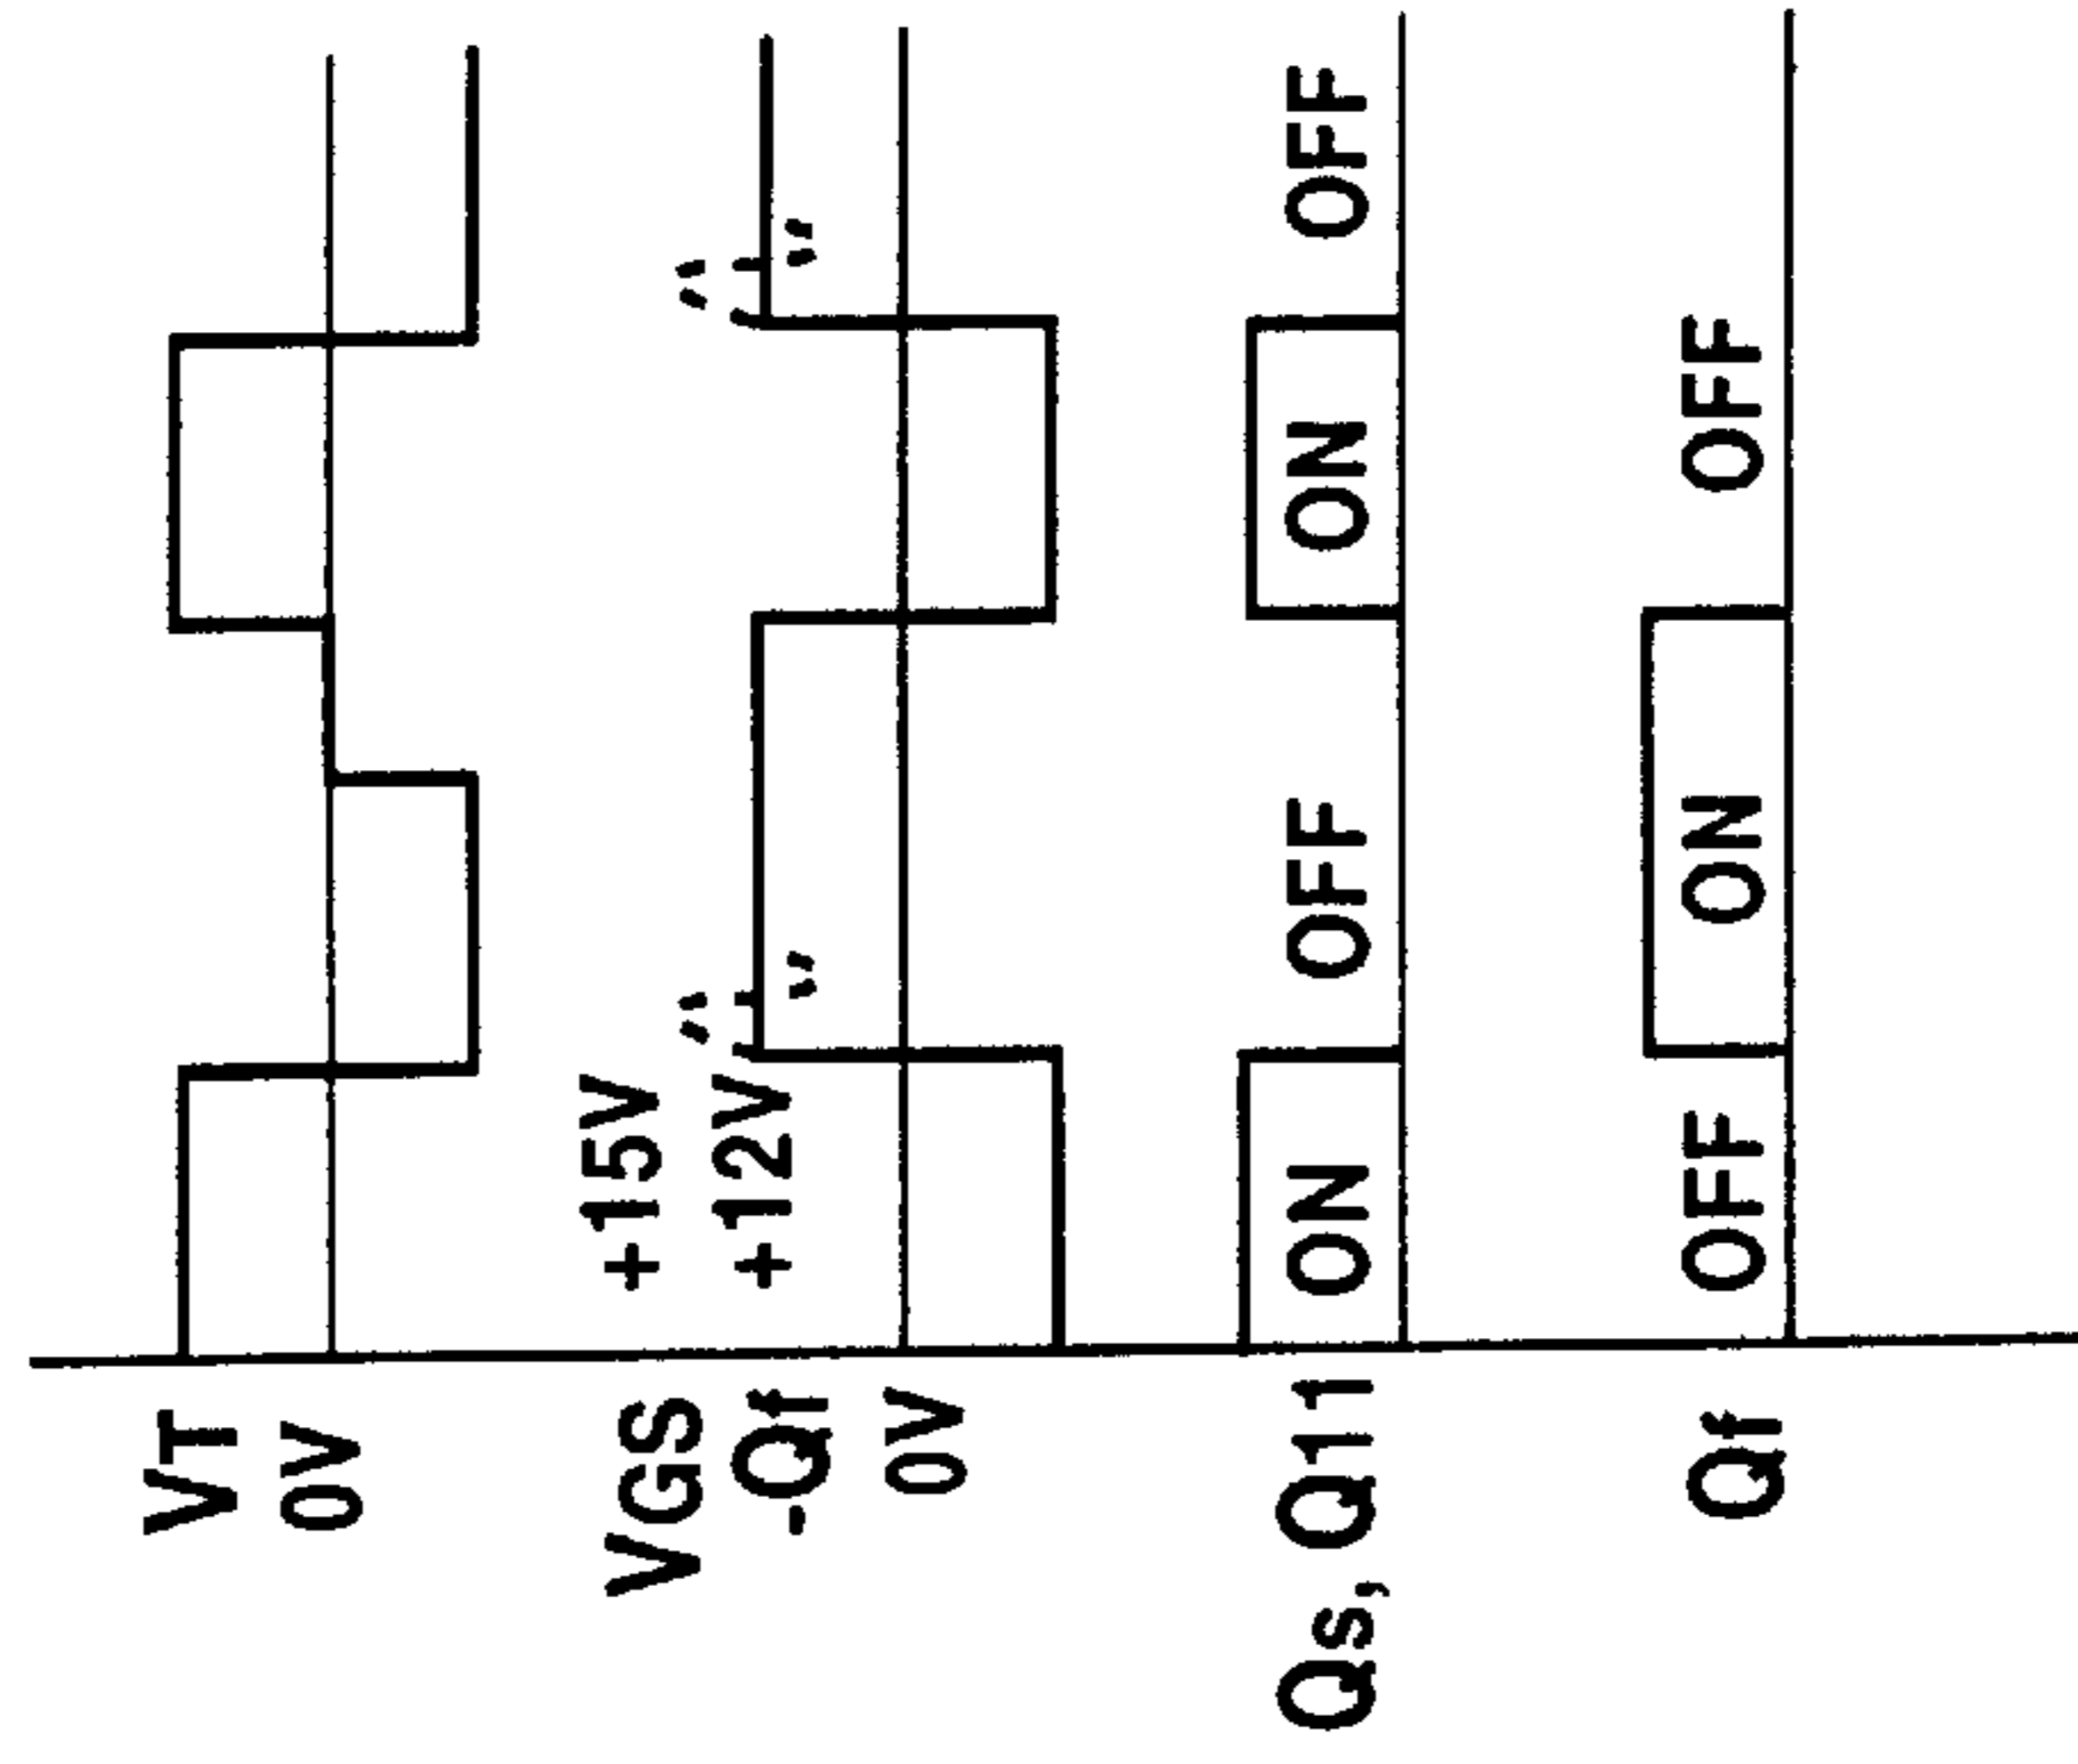 VT
0V
+15V
VGS
+12V
-Qf
0V
ON OFF ON OFF
Qs, Q11
OFF ON OFF
Qf